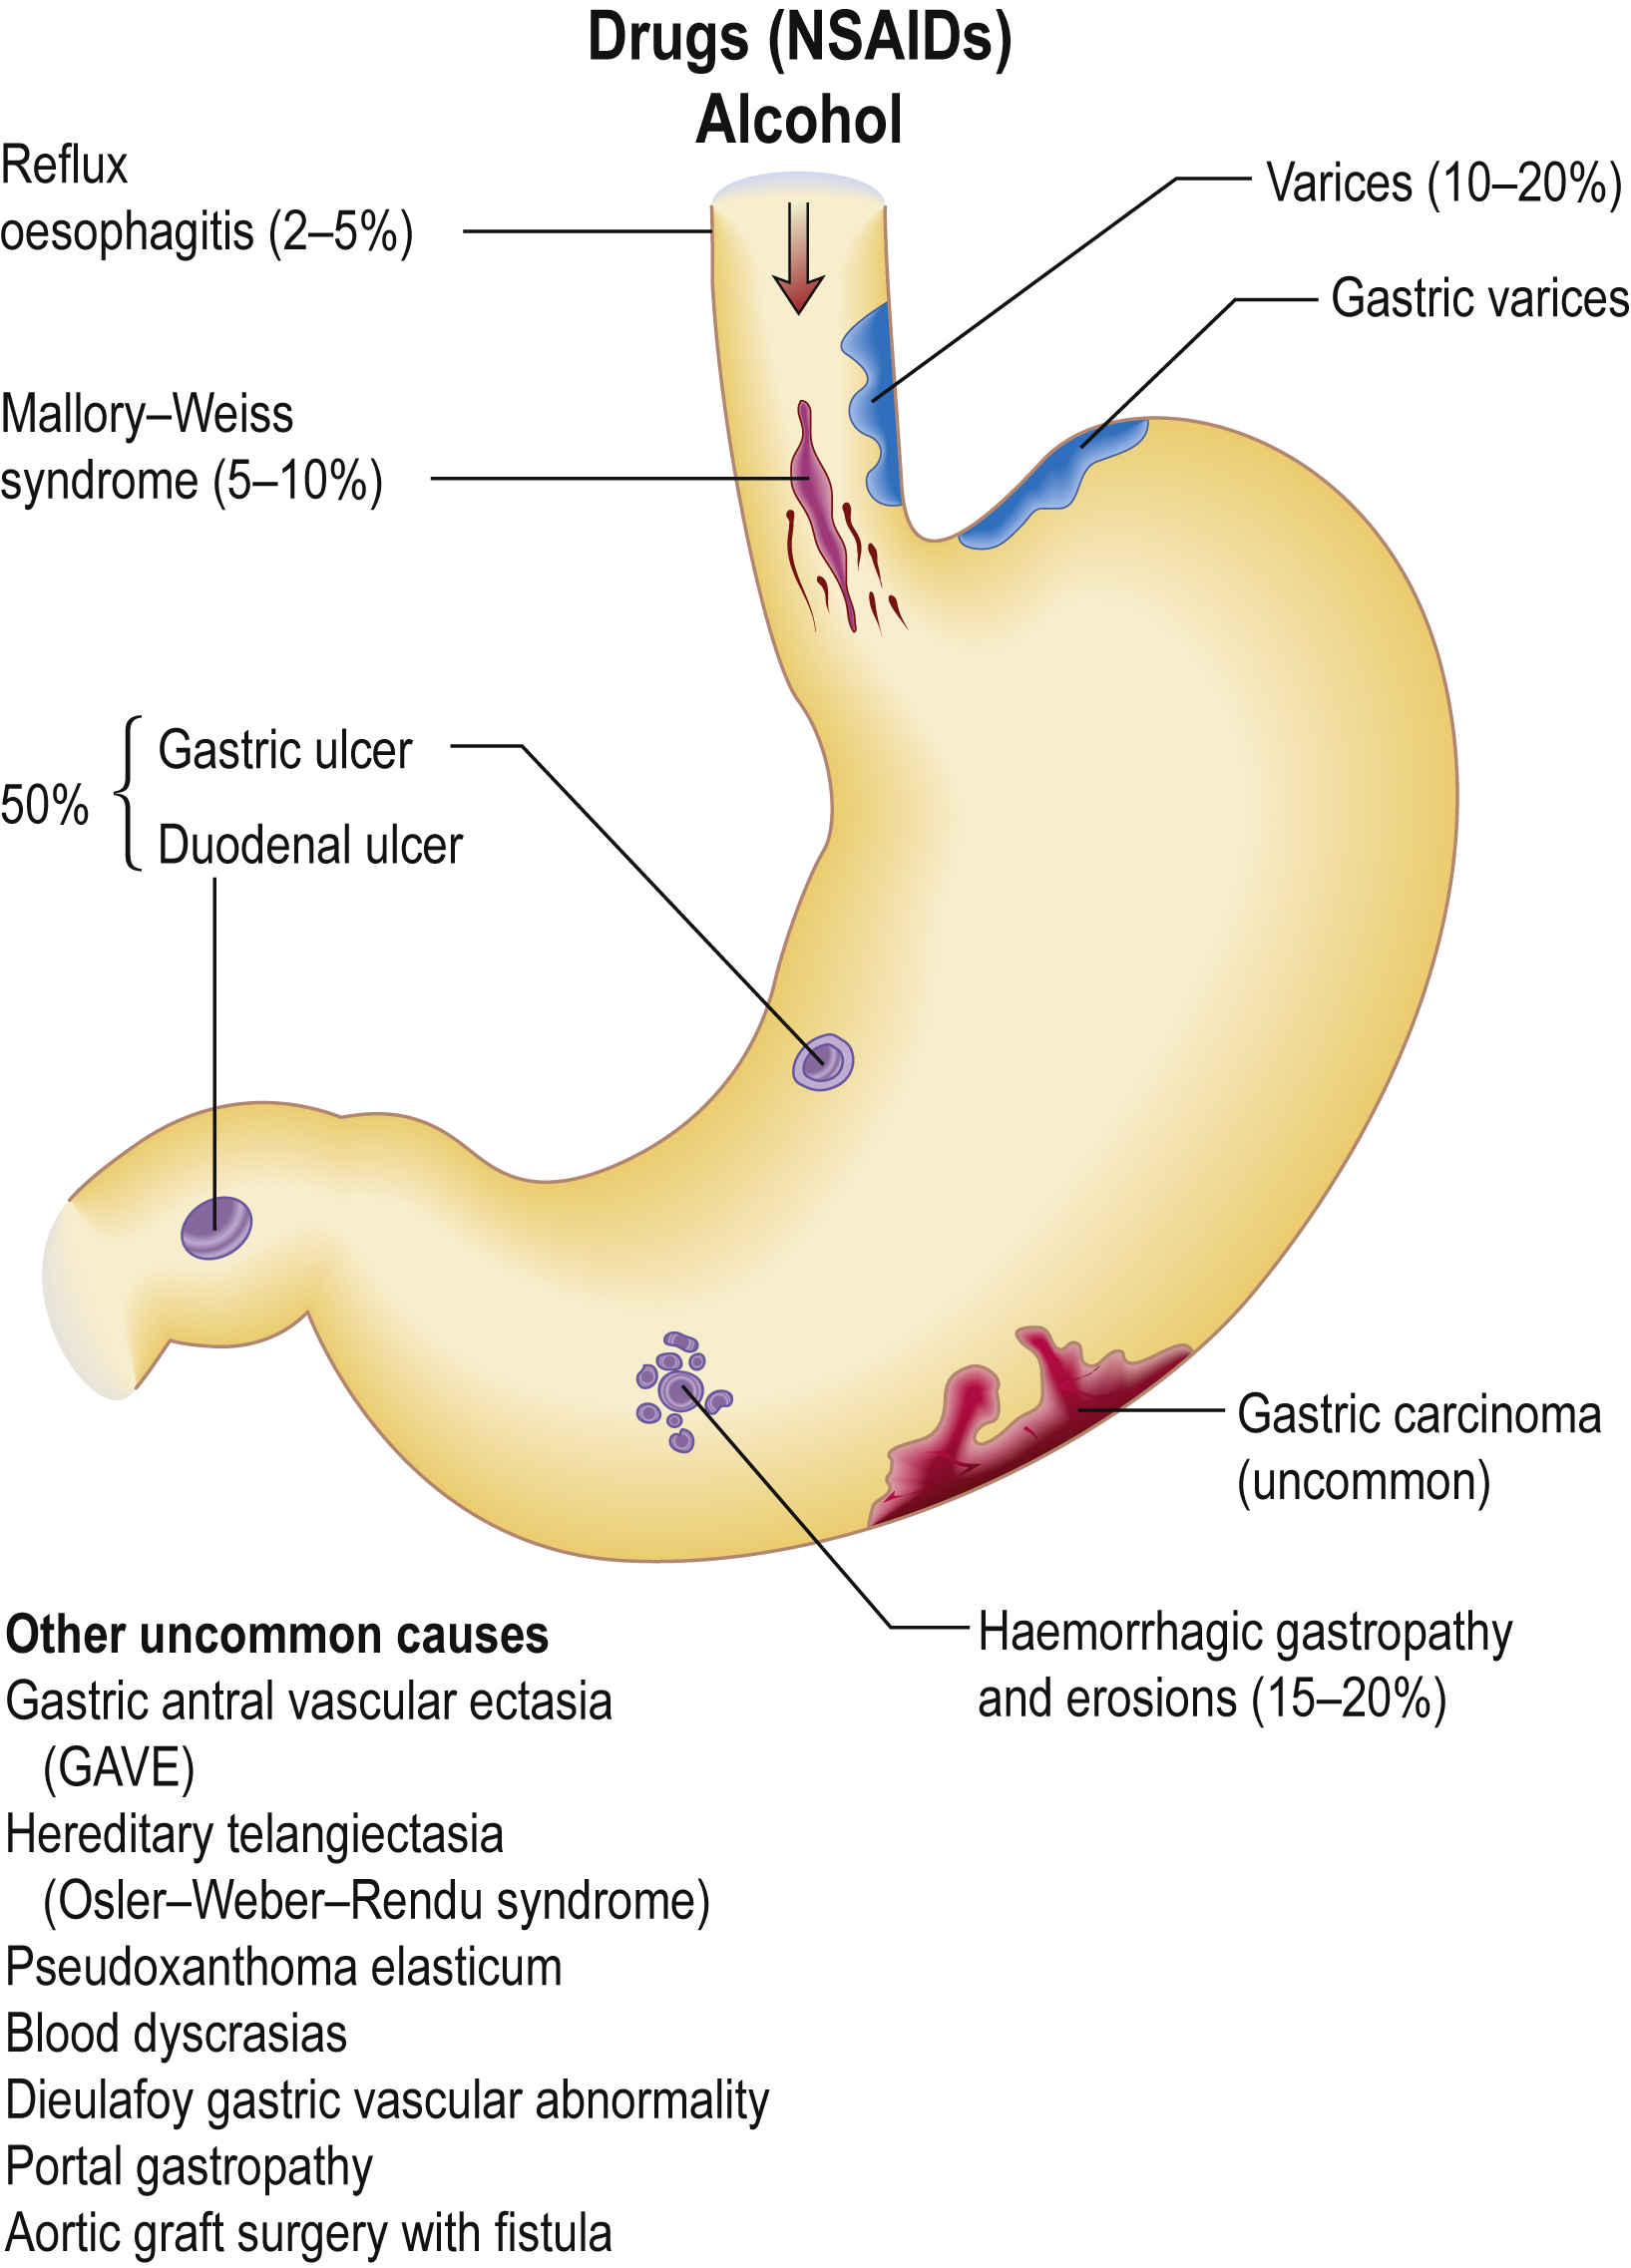 Drugs (NSAIDs)
Alcohol
Reflux
oesophagitis (2–5%)
Varices (10–20%)
Gastric varices
Mallory–Weiss
syndrome (5–10%)
50%
Gastric ulcer
Duodenal ulcer
Gastric carcinoma
(uncommon)
Haemorrhagic gastropathy
and erosions (15–20%)
Other uncommon causes
Gastric antral vascular ectasia
(GAVE)
Hereditary telangiectasia
(Osler–Weber–Rendu syndrome)
Pseudoxanthoma elasticum
Blood dyscrasias
Dieulafoy gastric vascular abnormality
Portal gastropathy
Aortic graft surgery with fistula